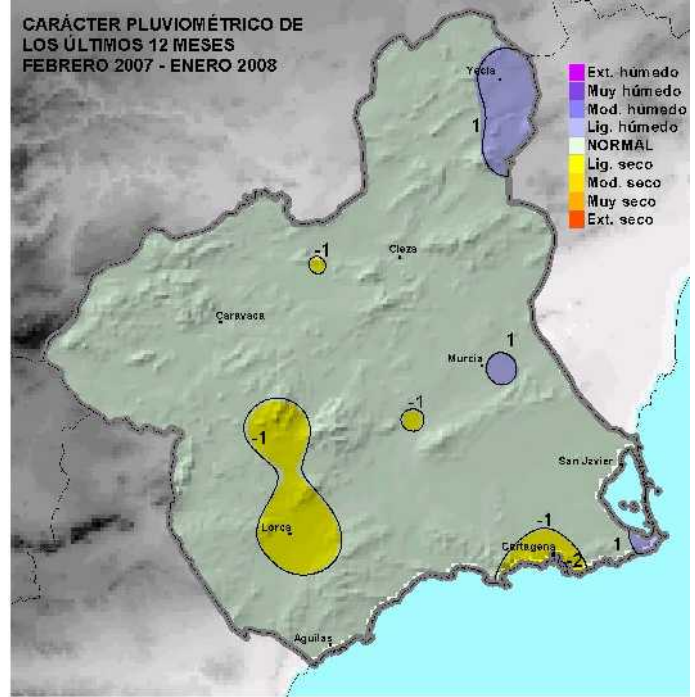 CARÁCTER PLUVIOMÉTRICO DE
LOS ÚLTIMOS 12 MESES
FEBRERO 2007 - ENERO 2008
Ext. húmedo
Muy húmedo
Mod. húmedo
Lig. húmedo
NORMAL
Lig. seco
Mod. seco
Muy seco
Ext. seco
Yecla
1
-1
Cieza
Caravaca
1
Murcia
-1
-1
San Javier
Lorca
-1
Cartagena
-2
1
Aguilas